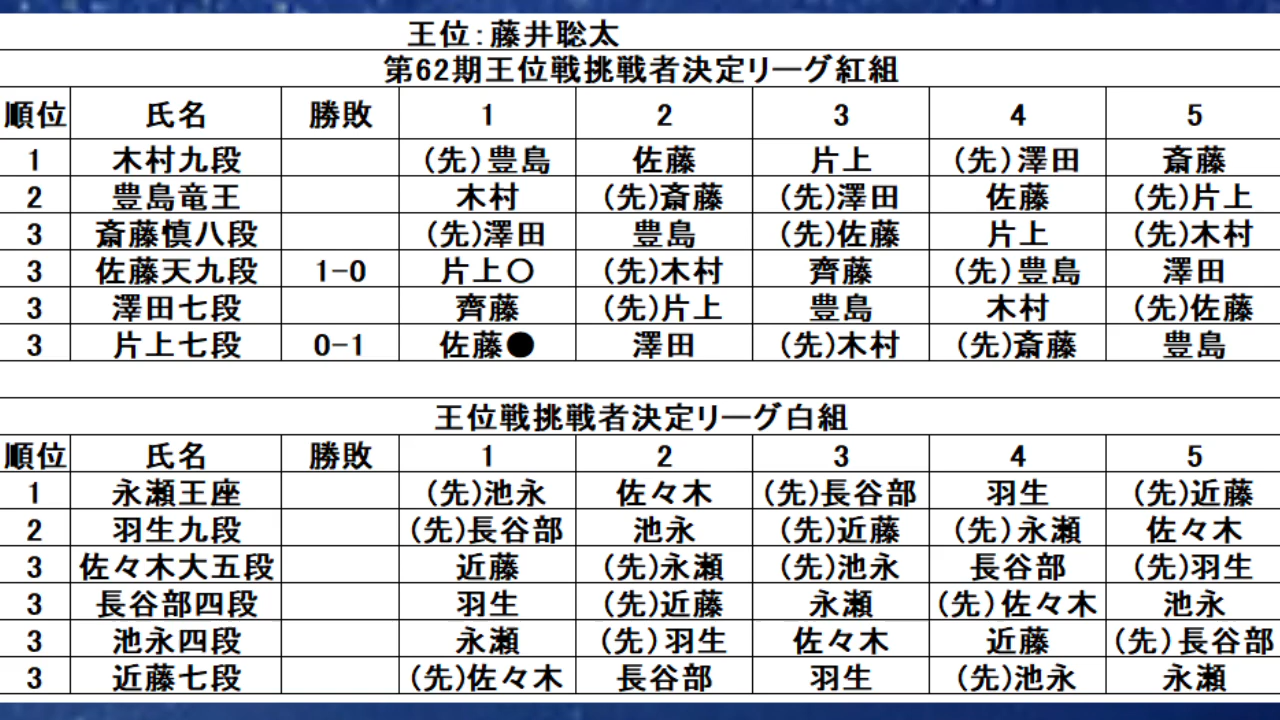 王位:藤井聡太
第62期王位戦挑戦者決定リーグ紅組
順位 氏名 勝敗 1 2 3 4 5
1 木村九段 (先)豊島 佐藤 片上 (先)澤田 斎藤
2 豊島竜王 木村 (先)斎藤 (先)澤田 佐藤 (先)片上
3 斎藤慎八段 (先)澤田 豊島 (先)佐藤 片上 (先)木村
3 佐藤天九段 1-0 片上○ (先)木村 齊藤 (先)豊島 澤田
3 澤田七段 齊藤 (先)片上 豊島 木村 (先)佐藤
3 片上七段 0-1 佐藤● 澤田 (先)木村 (先)斎藤 豊島
王位戦挑戦者決定リーグ白組
順位 氏名 勝敗 1 2 3 4 5
1 永瀬王座 (先)池永 佐々木 (先)長谷部 羽生 (先)近藤
2 羽生九段 (先)長谷部 池永 (先)近藤 (先)永瀬 佐々木
3 佐々木大五段 近藤 (先)永瀬 (先)池永 長谷部 (先)羽生
3 長谷部四段 羽生 (先)近藤 永瀬 (先)佐々木 池永
3 池永四段 永瀬 (先)羽生 佐々木 近藤 (先)長谷部
3 近藤七段 (先)佐々木 長谷部 羽生 (先)池永 永瀬